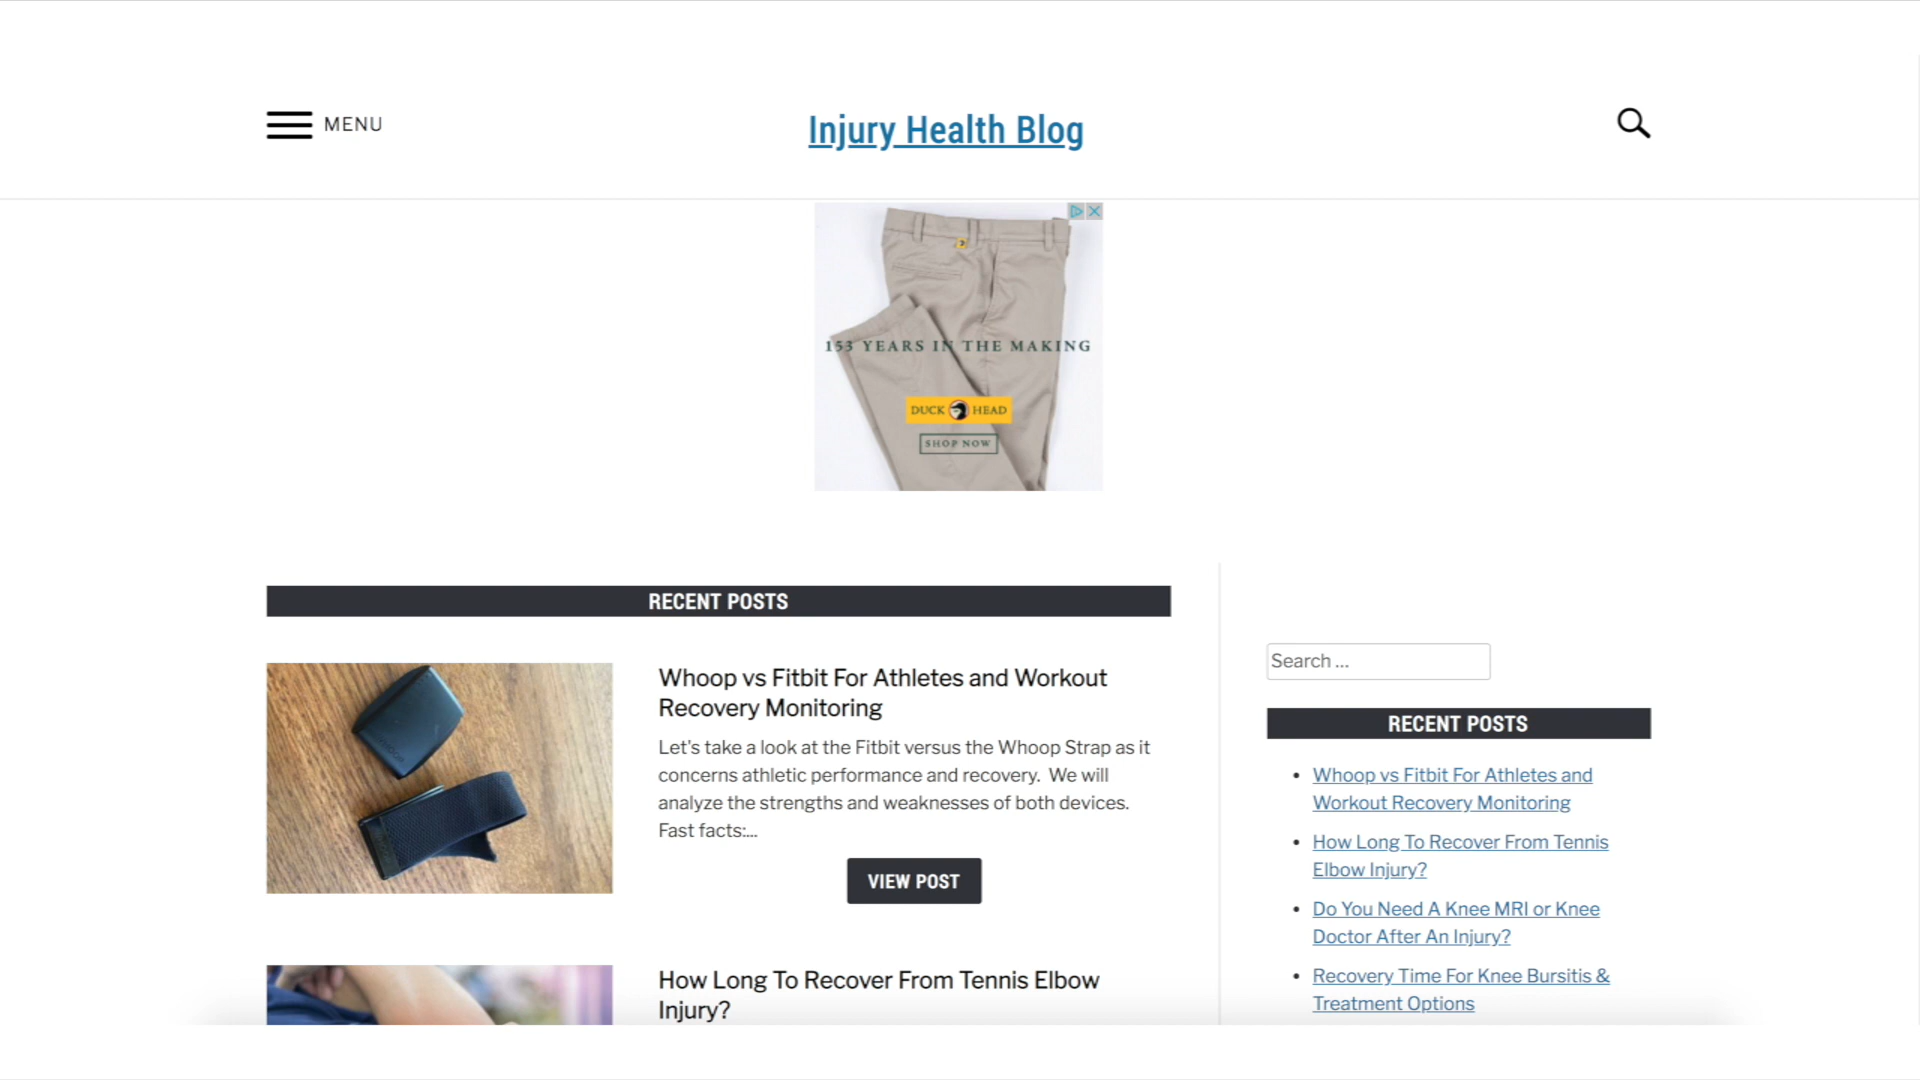 MENU
Injury Health Blog
153 YEARS IN THE MAKING
DUCK HEAD
SHOP NOW
RECENT POSTS
Whoop vs Fitbit For Athletes and Workout
Recovery Monitoring
Let's take a look at the Fitbit versus the Whoop Strap as it
concerns athletic performance and recovery. We will
analyze the strengths and weaknesses of both devices.
Fast facts:...
VIEW POST
How Long To Recover From Tennis Elbow
Injury?
Search ...
RECENT POSTS
Whoop vs Fitbit For Athletes and
Workout Recovery Monitoring
How Long To Recover From Tennis
Elbow Injury?
Do You Need A Knee MRI or Knee
Doctor After An Injury?
Recovery Time For Knee Bursitis &
Treatment Options